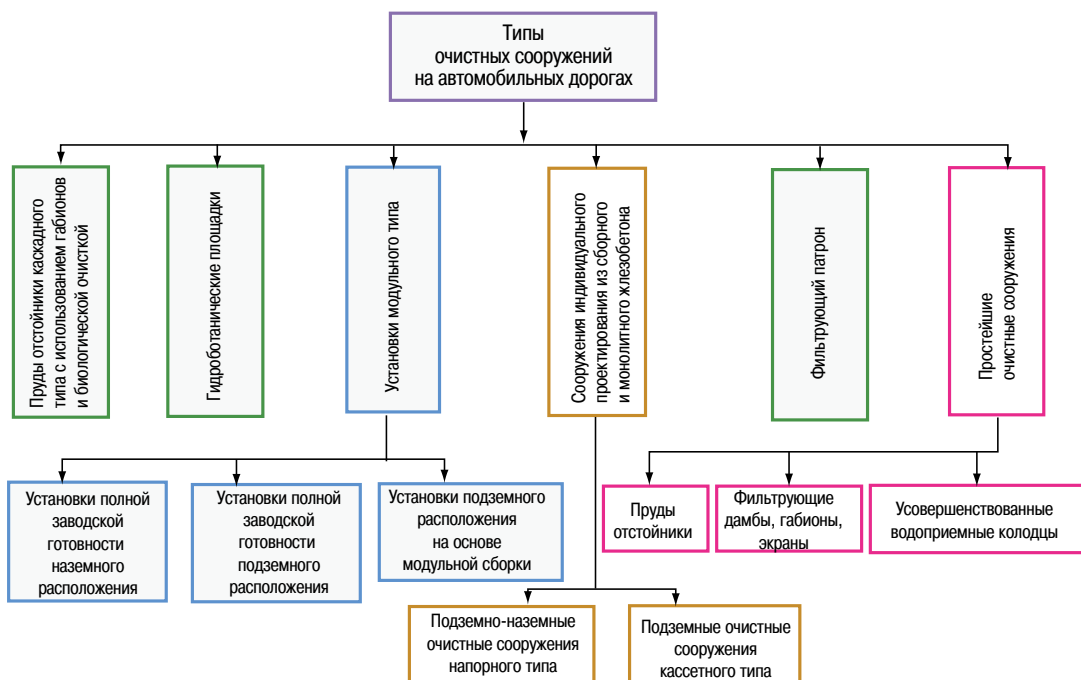 Типы
очистных сооружений
на автомобильных дорогах
Пруды отстойники каскадного
типа с использованием габионов
и биологической очисткой
Гидроботанические площадки
Установки модульного типа
Сооружения индивидуального
проектирования из сборного
и монолитного жлезобетона
Фильтрующий патрон
Простейшие
очистные сооружения
Установки полной
заводской
готовности
наземного
расположения
Установки полной
заводской
готовности
подземного
расположения
Установки подземного
расположения
на основе
модульной сборки
Пруды
отстойники
Фильтрующие
дамбы, габионы,
экраны
Усовершенствованные
водоприемные колодцы
Подземно-наземные
очистные сооружения
напорного типа
Подземные очистные
сооружения
кассетного типа